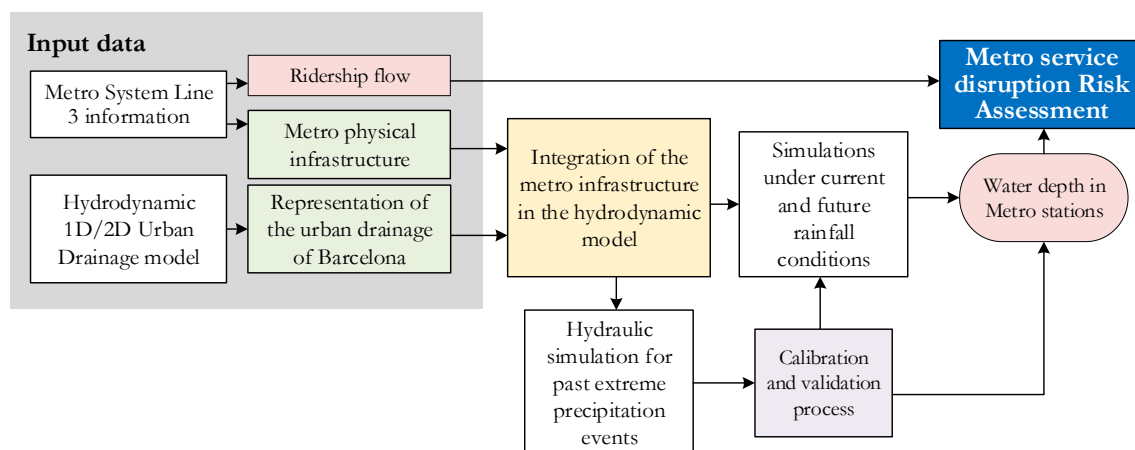 Input data
Metro System Line
3 information
Ridership flow
Metro physical
infrastructure
Hydrodynamic
1D/2D Urban
Drainage model
Representation of
the urban drainage
of Barcelona
Integration of the
metro infrastructure
in the hydrodynamic
model
Simulations
under current
and future
rainfall
conditions
Metro service
disruption Risk
Assessment
Water depth in
Metro stations
Hydraulic
simulation for
past extreme
precipitation
events
Calibration
and validation
process